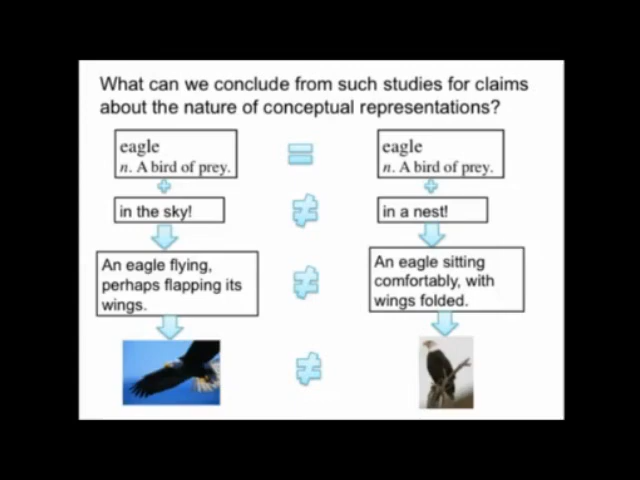 What can we conclude from such studies for claims
about the nature of conceptual representations?
eagle
n. A bird of prey.
=
eagle
n. A bird of prey.
+
+
in the sky!
≠
in a nest!
An eagle flying,
perhaps flapping its
wings.
≠
An eagle sitting
comfortably, with
wings folded.
≠